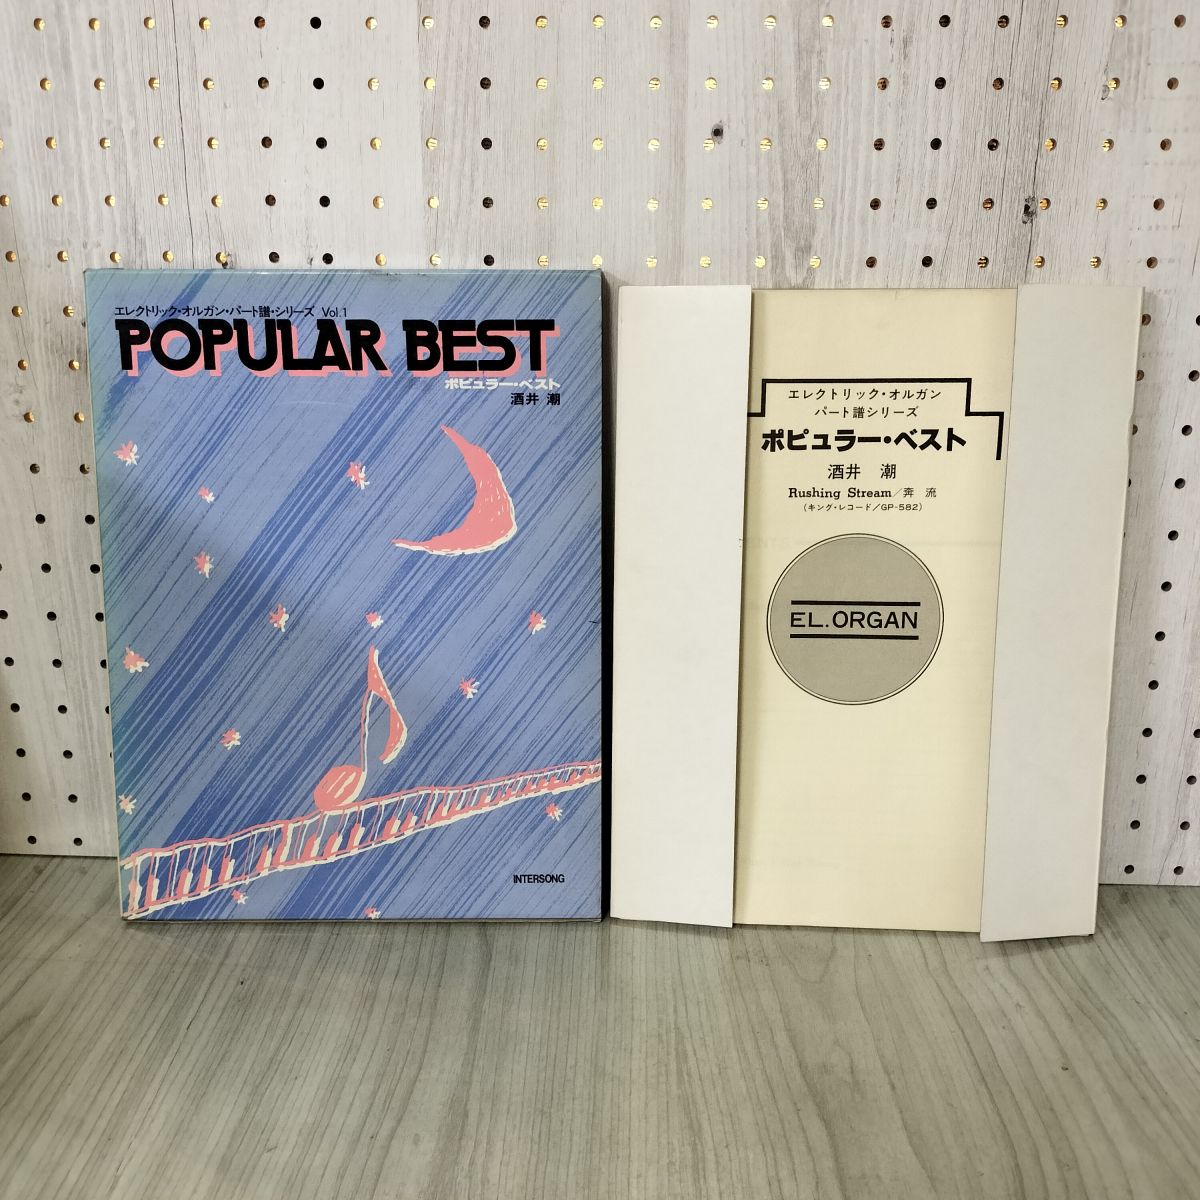 エレクトリック・オルガン・パート譜・シリーズ Vol.1
POPULAR BEST
ポピュラー・ベスト
酒井 潮
INTERSONG
エレクトリック・オルガン
パート譜シリーズ
ポピュラー・ベスト
酒井 潮
Rushing Stream/奔 流
(キング・レコード/GP-582)
EL.ORGAN